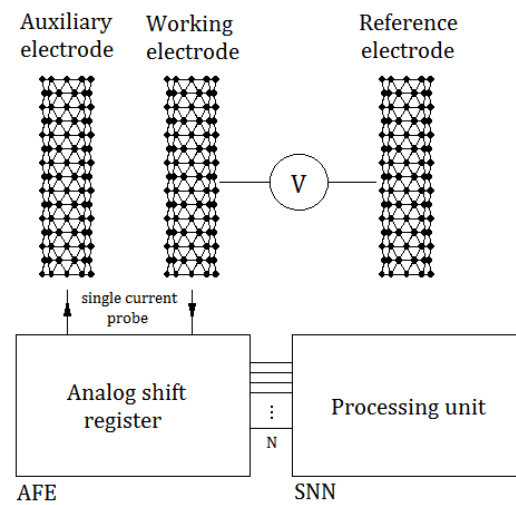 Auxiliary
electrode
Working
electrode
Reference
electrode
V
single current
probe
Analog shift
register
⋮
N
Processing unit
AFE
SNN